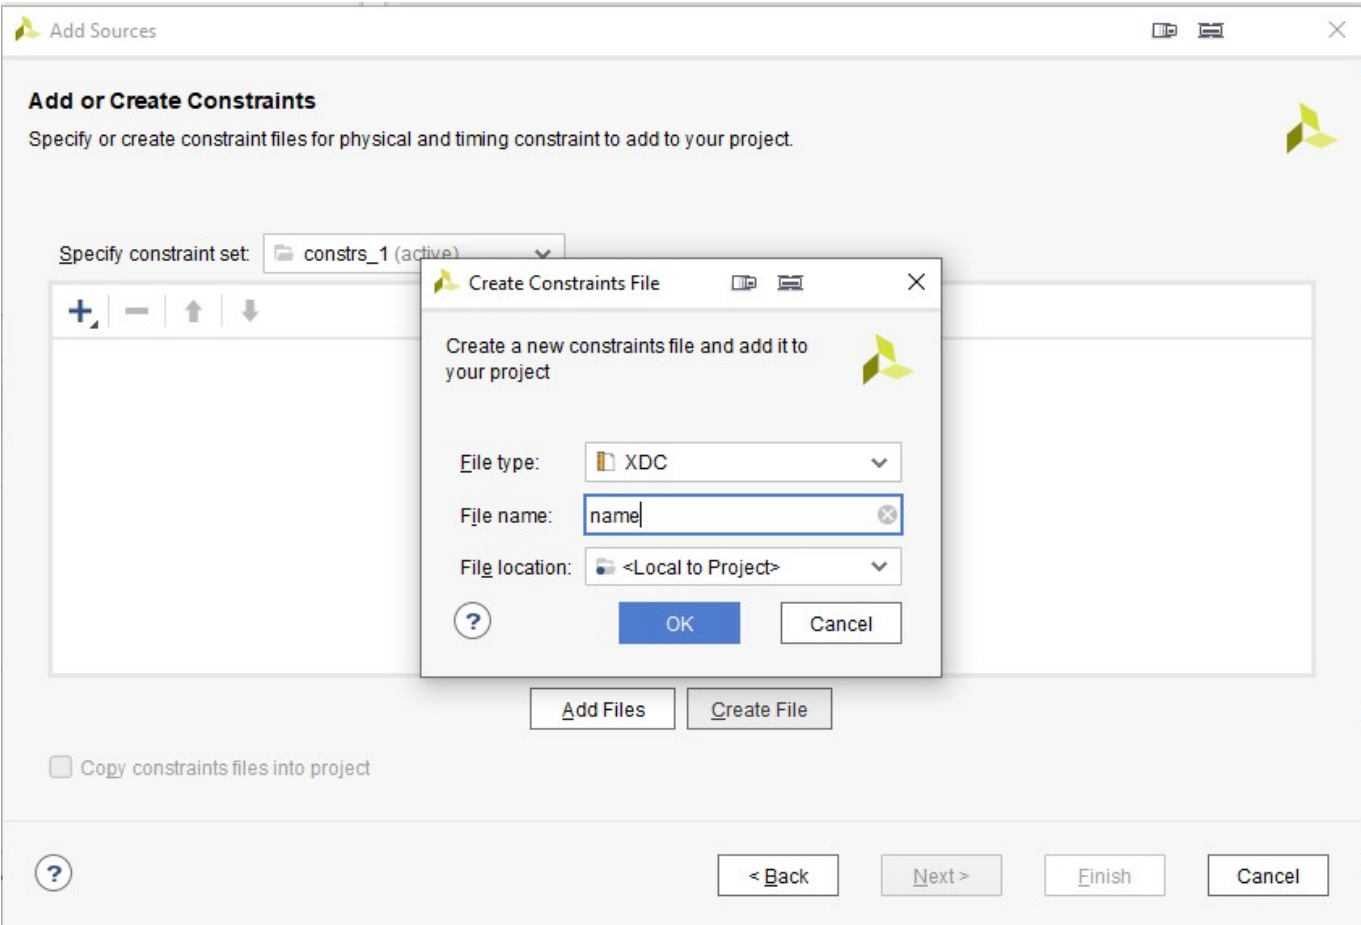 Add Sources
Add or Create Constraints
Specify or create constraint files for physical and timing constraint to add to your project.
Specify constraint set: constrs_1 (active)
Create Constraints File
Create a new constraints file and add it to
your project
File type: XDC
File name: name
File location: <Local to Project>
? OK Cancel
Add Files Create File
Copy constraints files into project
? < Back Next > Finish Cancel